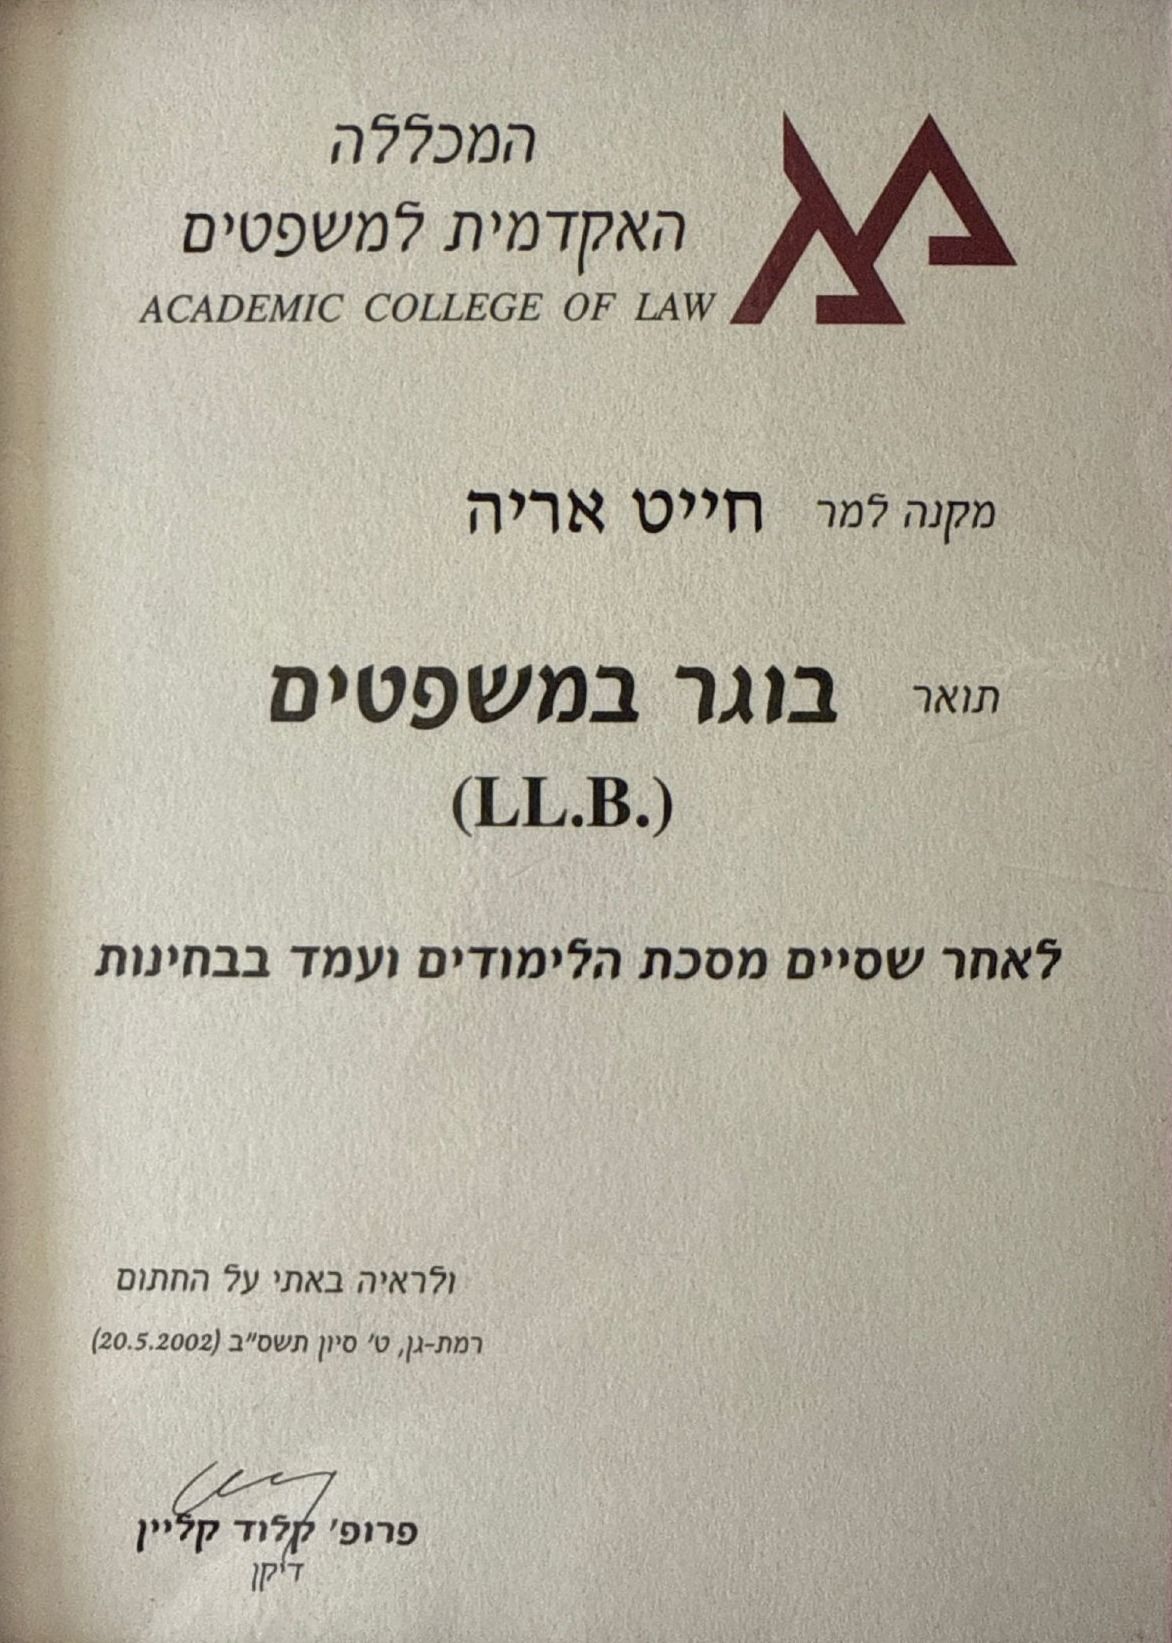 המכללה
האקדמית למשפטים
ACADEMIC COLLEGE OF LAW
מקנה למר חייט אריה
תואר בוגר במשפטים
(LL.B.)
לאחר שסיים מסכת הלימודים ועמד בבחינות
ולראיה באתי על החתום
רמת-גן, ט' סיון תשס"ב (20.5.2002)
פרופ' קלוד קליין
דיקן